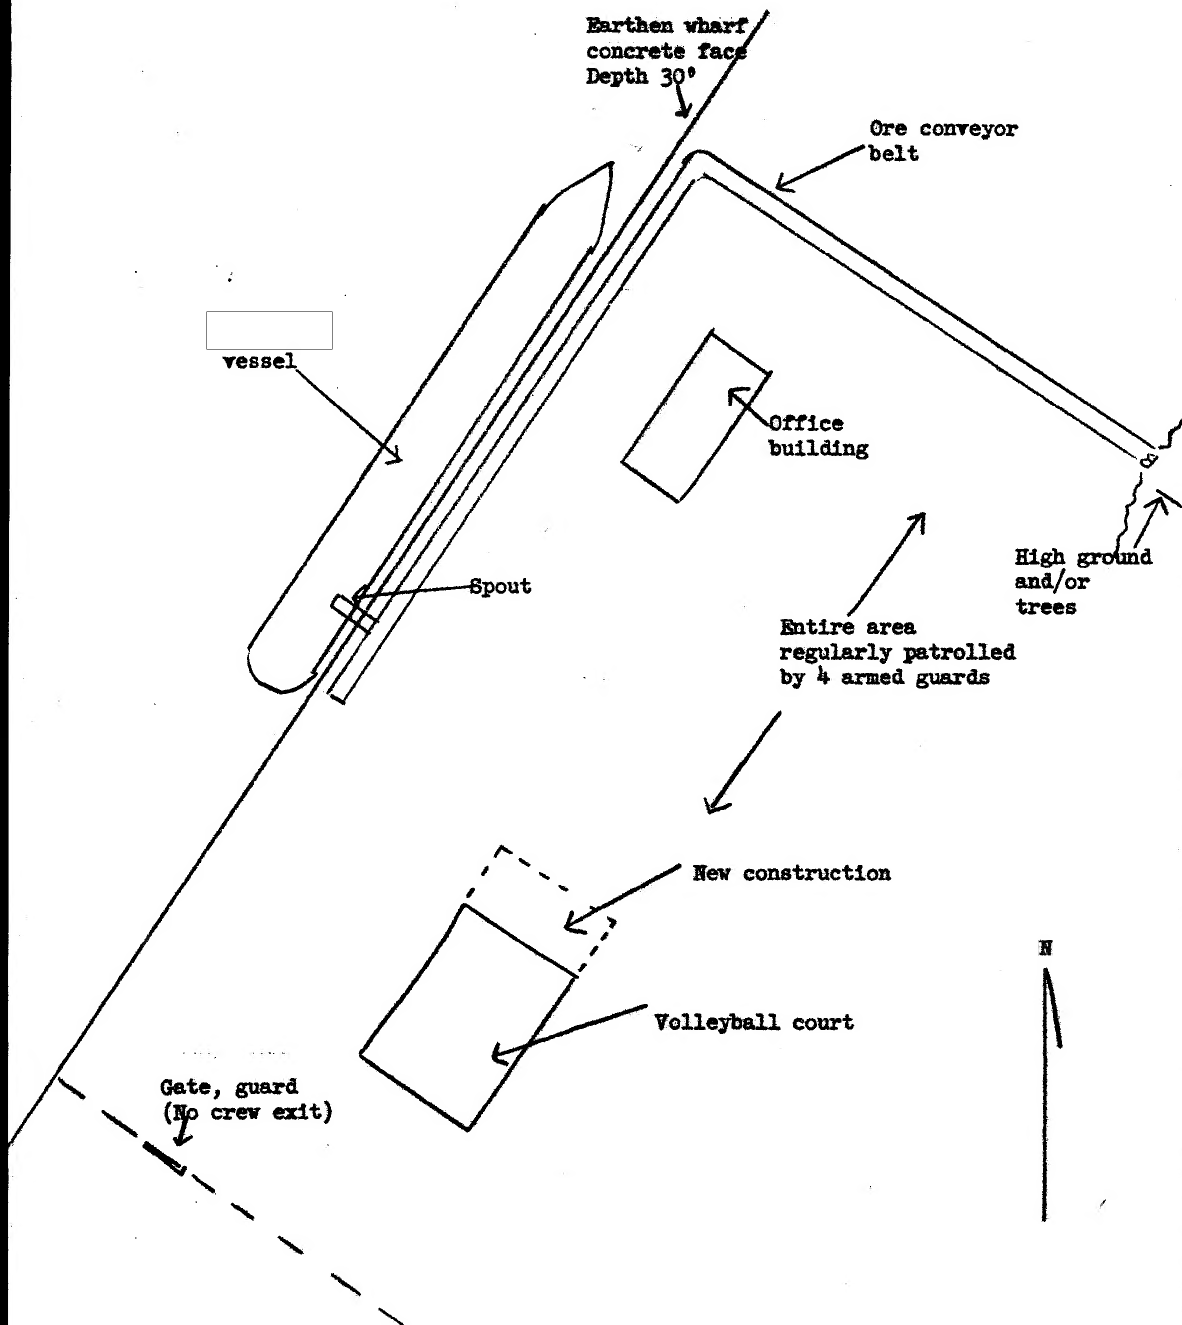 Earthen wharf
concrete face
Depth 30'
Ore conveyor
belt
vessel
Office
building
High ground
and/or
trees
Spout
Entire area
regularly patrolled
by 4 armed guards
New construction
N
Volleyball court
Gate, guard
(No crew exit)